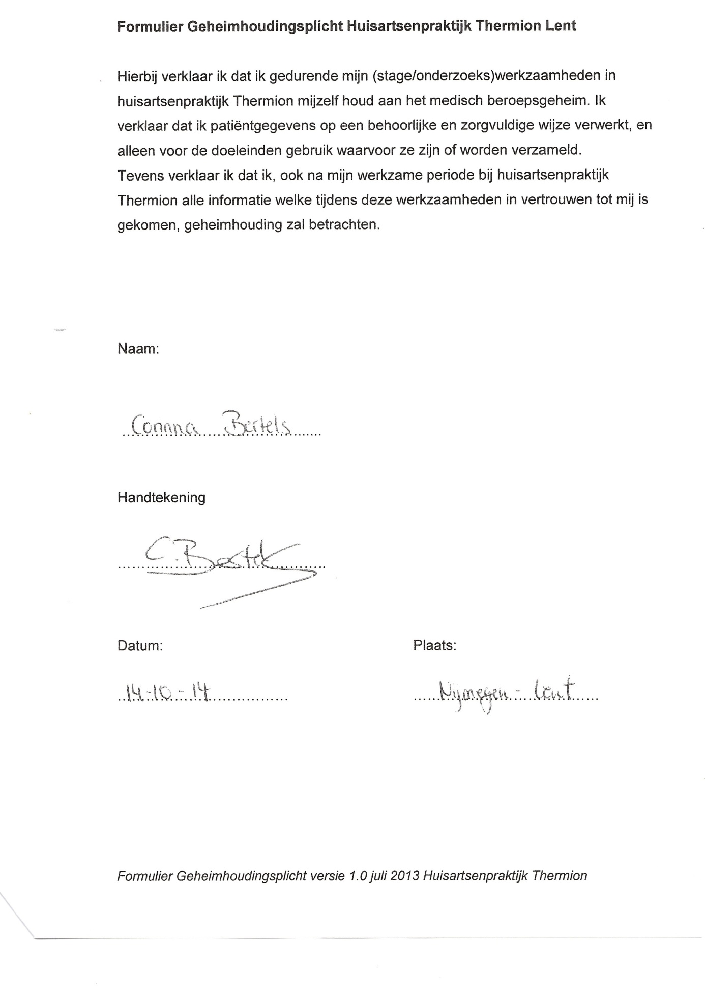 Formulier Geheimhoudingsplicht Huisartsenpraktijk Thermion Lent
Hierbij verklaar ik dat ik gedurende mijn (stage/onderzoeks)werkzaamheden in
huisartsenpraktijk Thermion mijzelf houd aan het medisch beroepsgeheim. Ik
verklaar dat ik patiëntgegevens op een behoorlijke en zorgvuldige wijze verwerkt, en
alleen voor de doeleinden gebruik waarvoor ze zijn of worden verzameld.
Tevens verklaar ik dat ik, ook na mijn werkzame periode bij huisartsenpraktijk
Thermion alle informatie welke tijdens deze werkzaamheden in vertrouwen tot mij is
gekomen, geheimhouding zal betrachten.
Naam:
Corinna Bertels
Handtekening
C. Bertels
Datum: Plaats:
14-10-14 Nijmegen - Lent
Formulier Geheimhoudingsplicht versie 1.0 juli 2013 Huisartsenpraktijk Thermion